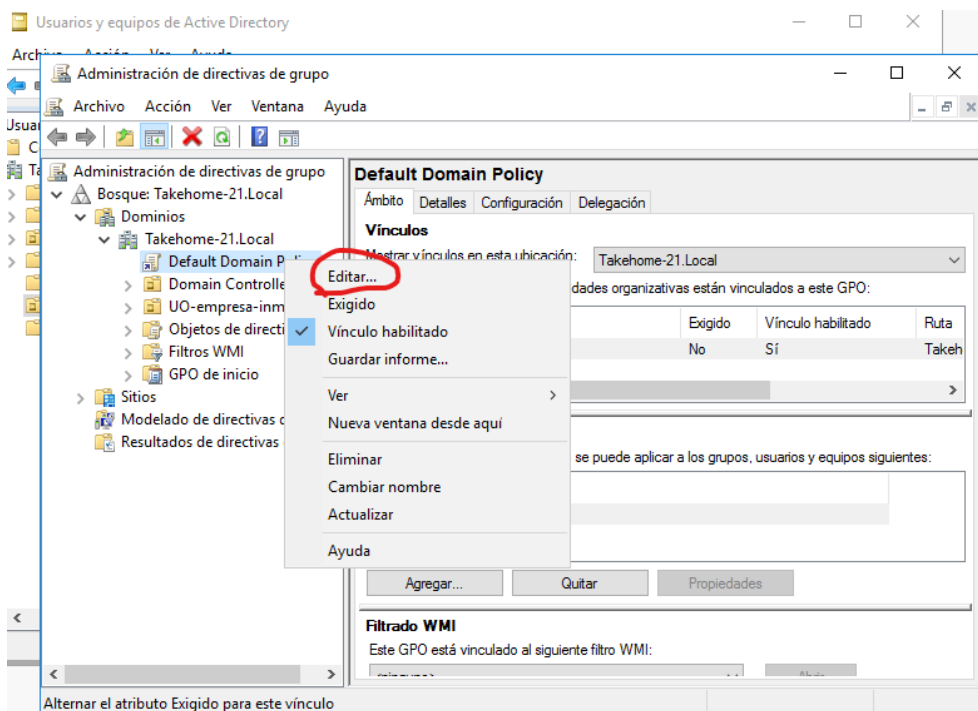 Usuarios y equipos de Active Directory
Administración de directivas de grupo
Archivo Acción Ver Ventana Ayuda
Administración de directivas de grupo
Bosque: Takehome-21.Local
Dominios
Takehome-21.Local
Default Domain
Domain Controlle
UO-empresa-inm
Objetos de directi
Filtros WMI
GPO de inicio
Sitios
Modelado de directivas
Resultados de directivas
Editar...
Exigido
Vínculo habilitado
Guardar informe...
Ver
Nueva ventana desde aquí
Eliminar
Cambiar nombre
Actualizar
Ayuda
Default Domain Policy
Ámbito Detalles Configuración Delegación
Vínculos
Mostrar vínculos en esta ubicación: Takehome-21.Local
dades organizativas están vinculados a este GPO:
Exigido Vínculo habilitado Ruta
No Sí Takeh
se puede aplicar a los grupos, usuarios y equipos siguientes:
Agregar... Quitar Propiedades
Filtrado WMI
Este GPO está vinculado al siguiente filtro WMI:
Alternar el atributo Exigido para este vínculo